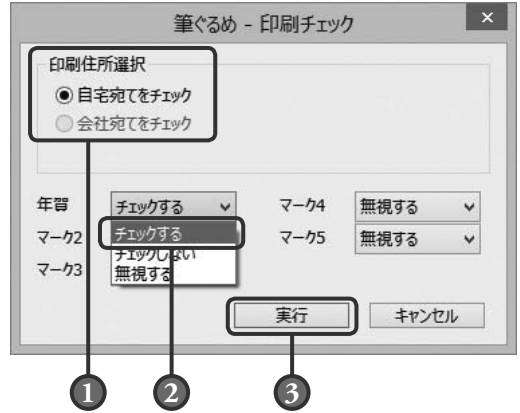 筆ぐるめ - 印刷チェック
×
印刷住所選択
自宅宛てをチェック
会社宛てをチェック
年賀 チェックする マーク4 無視する
マーク2 チェックする マーク5 無視する
チェックしない
マーク3 無視する
実行 キャンセル
1 2 3